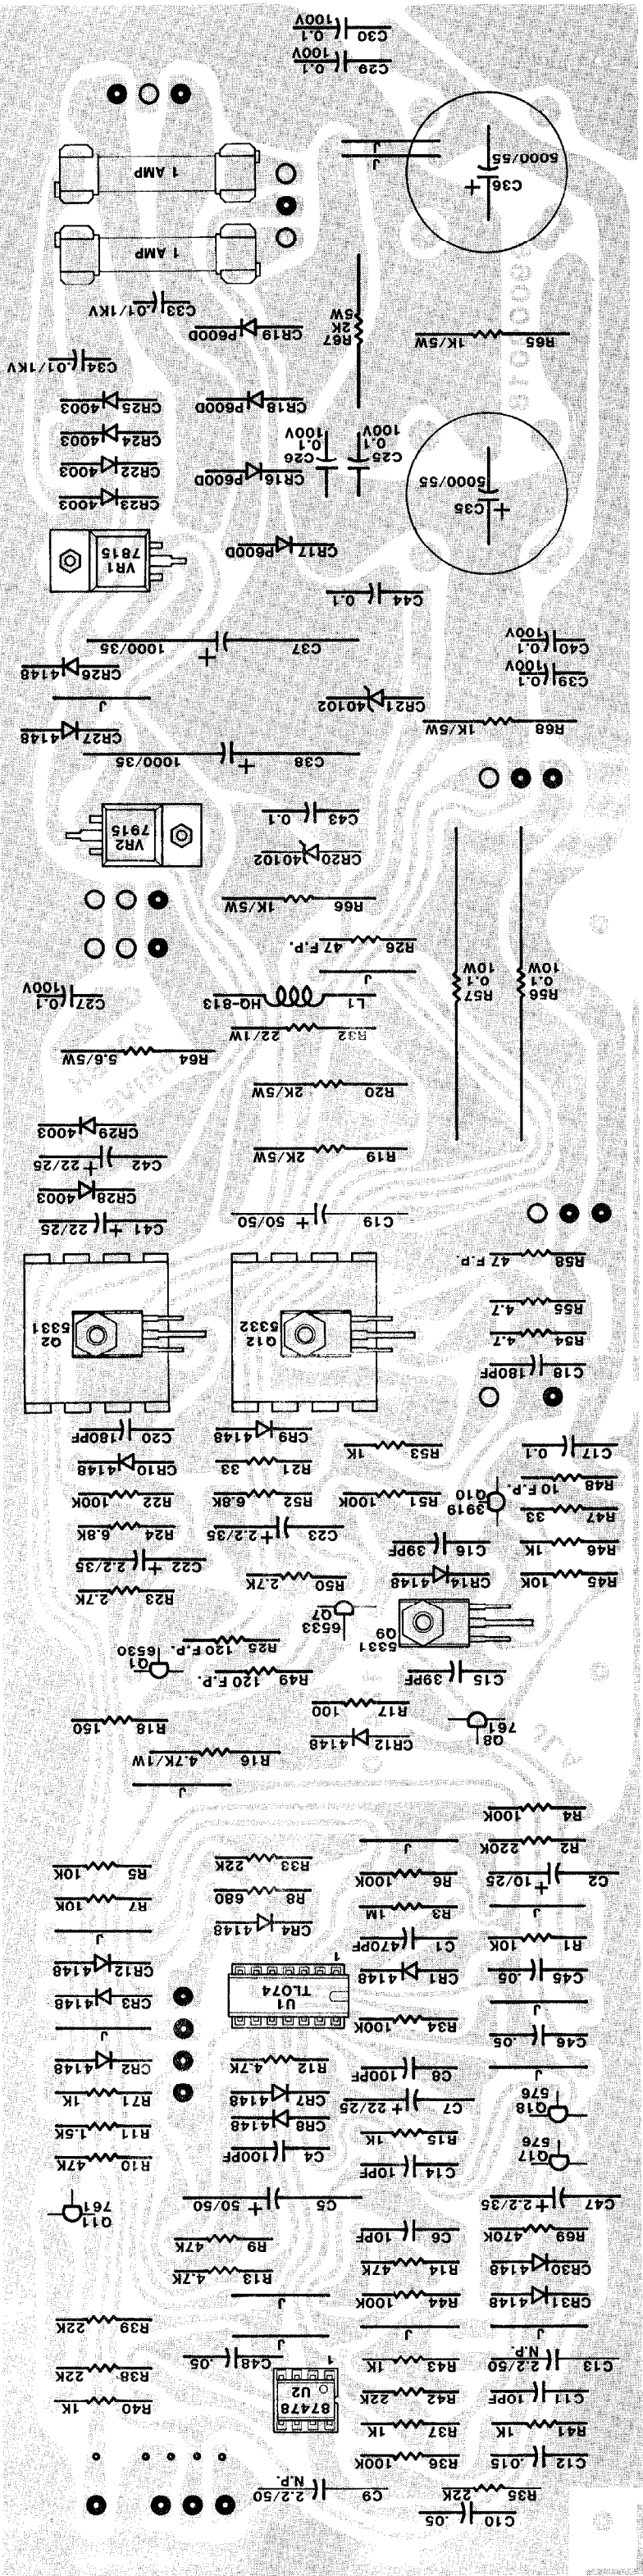 C30 0.1 100V
C29 0.1 100V
J
J
1 AMP
C36 5000/55
1 AMP
C33 .01/1KV
CR19 P600D
R67 2K 5W
R65 1K/5W
C34 .01/1KV
CR25 4003
CR18 P600D
CR24 4003
C26 0.1 100V
C25 0.1 100V
CR22 4003
CR16 P600D
C35 5000/55
CR23 4003
VR1 7815
CR17 P600D
C44 0.1
C37 1000/35
C40 0.1 100V
CR26 4148
C39 0.1 100V
J
CR21 40102
CR27 4148
R68 1K/5W
C38 1000/35
C43 0.1
VR2 7915
CR20 40102
R66 1K/5W
R26 47 F.P.
J
C27 0.1 100V
L1 HQ-813
R57 0.1 10W
R56 0.1 10W
R32 22/1W
R64 5.6/5W
R20 2K/5W
CR29 4003
R19 2K/5W
C42 22/25
CR28 4003
C41 22/25
C19 50/50
R58 47 F.P.
R55 4.7
Q2 5331
Q12 5332
R54 4.7
C18 180PF
C20 180PF
CR9 4148
R53 1K
C17 0.1
CR10 4148
R21 33
R48 10 F.P.
R22 100K
R52 6.8K
R51 100K
Q10 3919
R47 33
R24 6.8K
C23 2.2/35
C16 39PF
R46 1K
C22 2.2/35
CR14 4148
R45 10K
R23 2.7K
R50 2.7K
Q7 6533
Q9 5331
R25 120 F.P.
Q1 6530
R49 120 F.P.
C15 39PF
R17 100
R18 150
Q8 761
CR12 4148
R16 4.7K/1W
J
R4 100K
J
R2 220K
R5 10K
R33 22K
R6 100K
C2 10/25
R7 10K
R8 680
R3 1M
J
J
CR4 4148
C1 470PF
R1 10K
CR12 4148
1
CR1 4148
C45 .05
CR3 4148
U1 TL074
J
J
R34 100K
C46 .05
CR2 4148
R12 4.7K
C8 100PF
J
R71 1K
CR7 4148
C7 22/25
Q18 576
R11 1.5K
CR8 4148
R15 1K
R10 47K
C4 100PF
C14 10PF
Q17 576
Q11 761
C5 50/50
C47 2.2/35
R9 47K
C6 10PF
R69 470K
R13 4.7K
R14 47K
CR30 4148
J
R44 100K
CR31 4148
R39 22K
J
J
J
C48 .05
R43 1K
C13 2.2/50 N.P.
R38 22K
1
U2 87478
R42 22K
C11 10PF
R40 1K
R37 1K
R41 1K
R36 100K
C12 .015
C9 2.2/50 N.P.
R35 22K
C10 .05